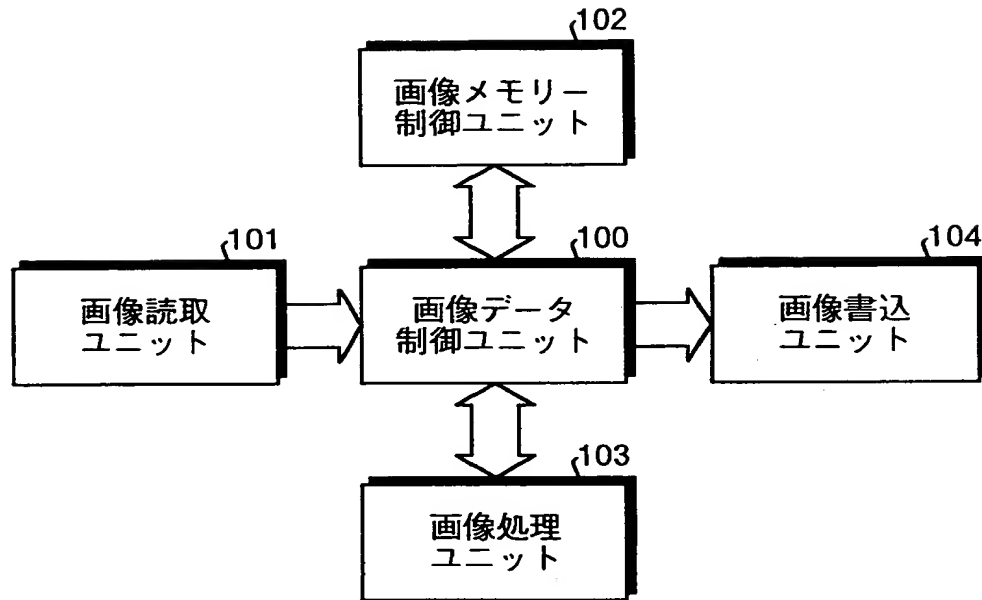 102
画像メモリー
制御ユニット
101
画像読取
ユニット
100
画像データ
制御ユニット
104
画像書込
ユニット
103
画像処理
ユニット